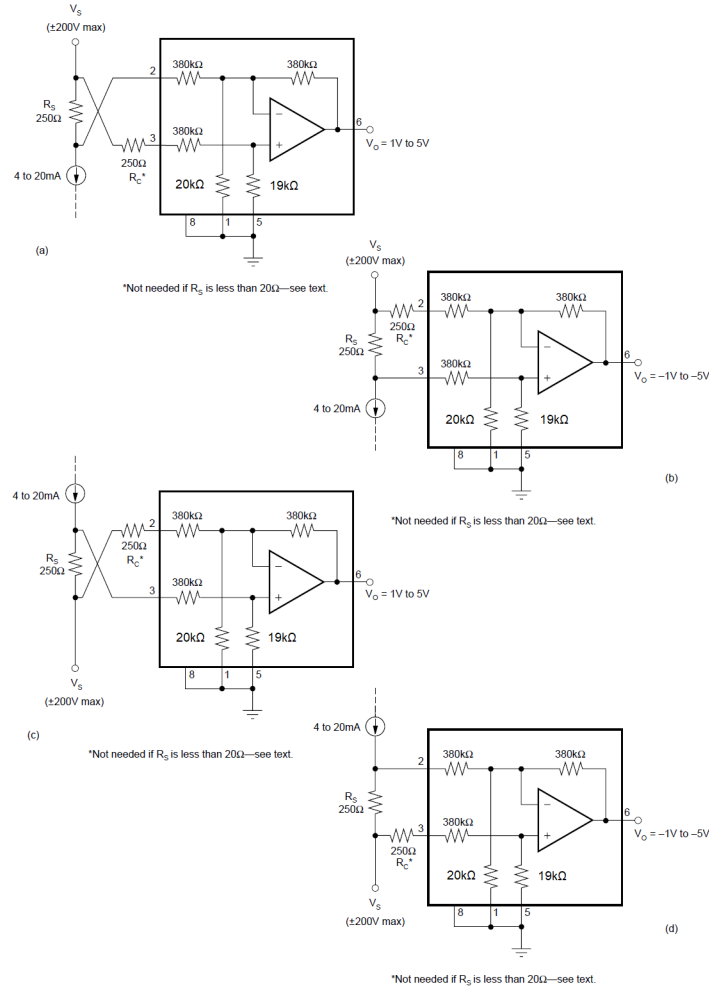 V_S
(±200V max)
380kΩ
380kΩ
2
R_S
250Ω
−
6
V_O = 1V to 5V
3
380kΩ
+
250Ω
R_C*
4 to 20mA
20kΩ
19kΩ
8
1
5
(a)
*Not needed if R_S is less than 20Ω—see text.
V_S
(±200V max)
2
380kΩ
380kΩ
250Ω
R_C*
R_S
250Ω
−
6
V_O = −1V to −5V
3
380kΩ
+
4 to 20mA
20kΩ
19kΩ
8
1
5
(b)
*Not needed if R_S is less than 20Ω—see text.
4 to 20mA
2
380kΩ
380kΩ
250Ω
R_C*
R_S
250Ω
−
6
V_O = 1V to 5V
3
380kΩ
+
20kΩ
19kΩ
8
1
5
V_S
(±200V max)
(c)
*Not needed if R_S is less than 20Ω—see text.
4 to 20mA
2
380kΩ
380kΩ
R_S
250Ω
−
6
V_O = −1V to −5V
3
380kΩ
+
250Ω
R_C*
20kΩ
19kΩ
V_S
(±200V max)
8
1
5
(d)
*Not needed if R_S is less than 20Ω—see text.